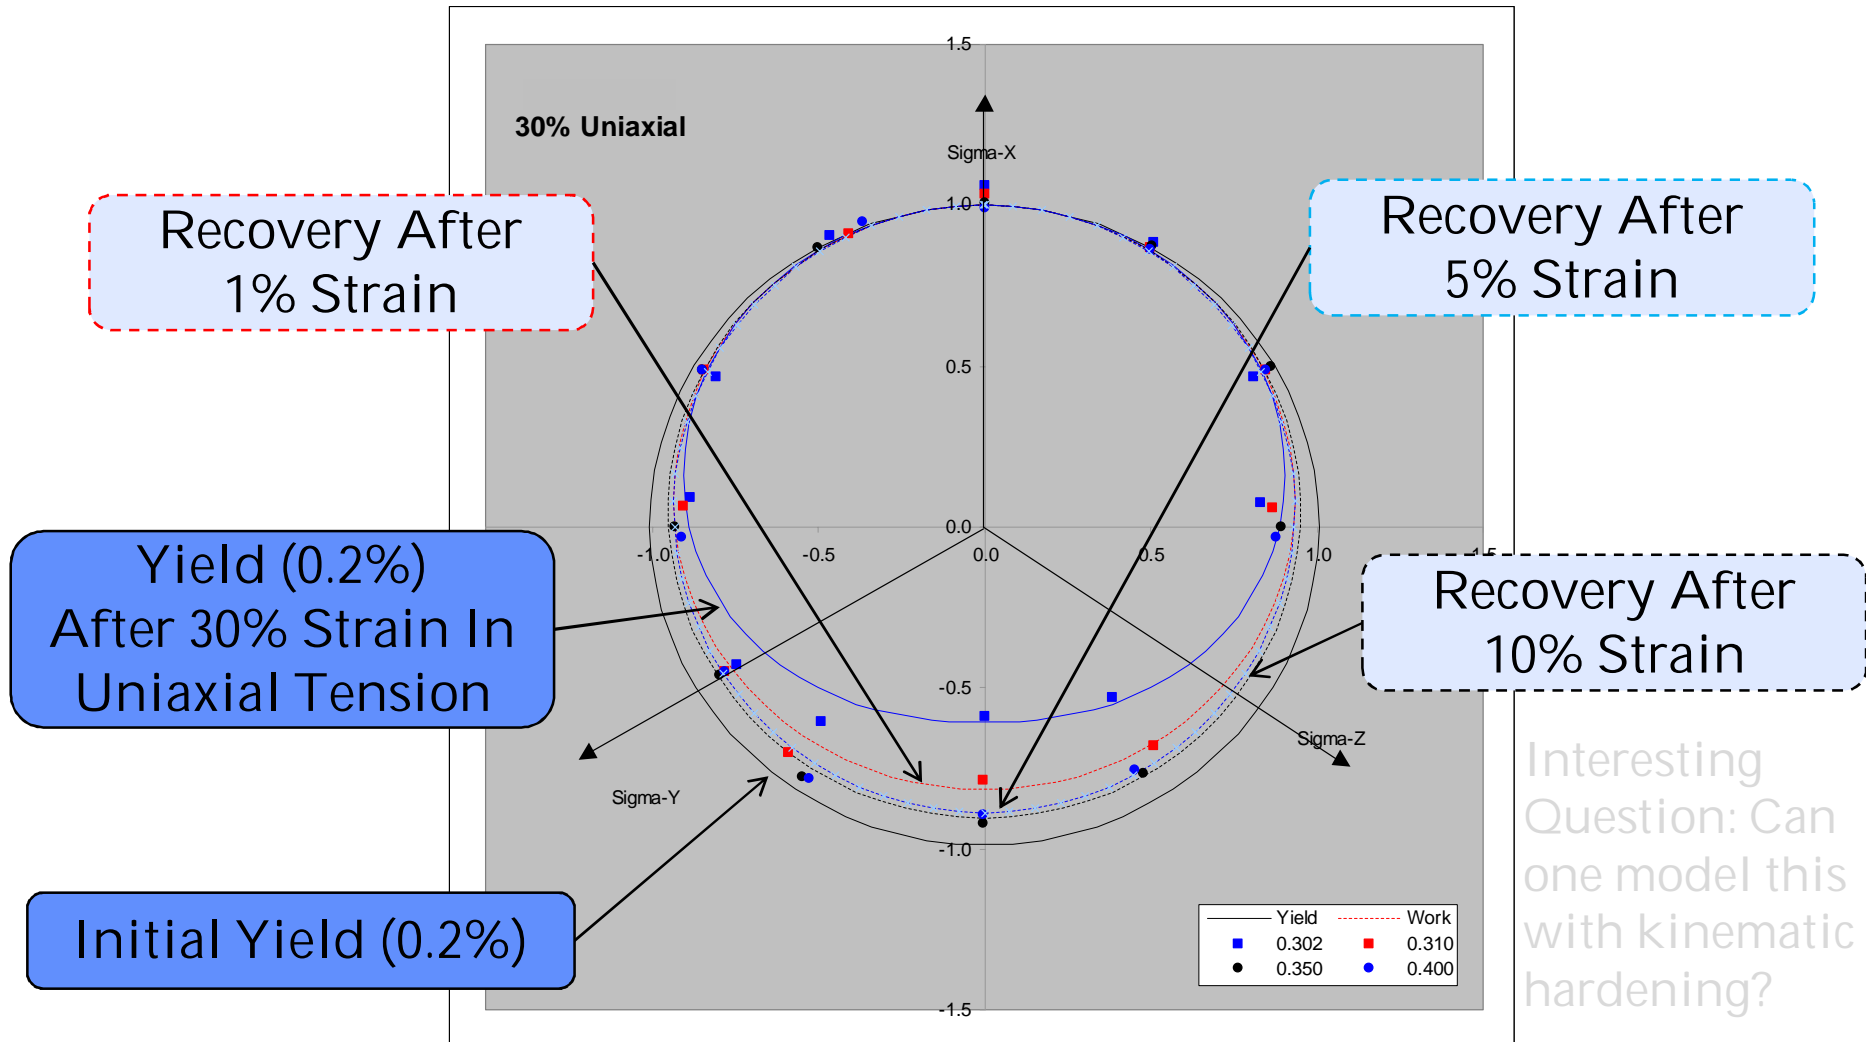 1.5
30% Uniaxial
Sigma-X
Recovery After
1% Strain
Recovery After
5% Strain
1.0
0.5
0.0
-1.0
-0.5
0.0
0.5
1.0
1.5
Yield (0.2%)
After 30% Strain In
Uniaxial Tension
Recovery After
10% Strain
-0.5
Sigma-Z
Sigma-Y
-1.0
Interesting
Question: Can
one model this
with kinematic
hardening?
Initial Yield (0.2%)
Yield
Work
0.302
0.310
0.350
0.400
-1.5